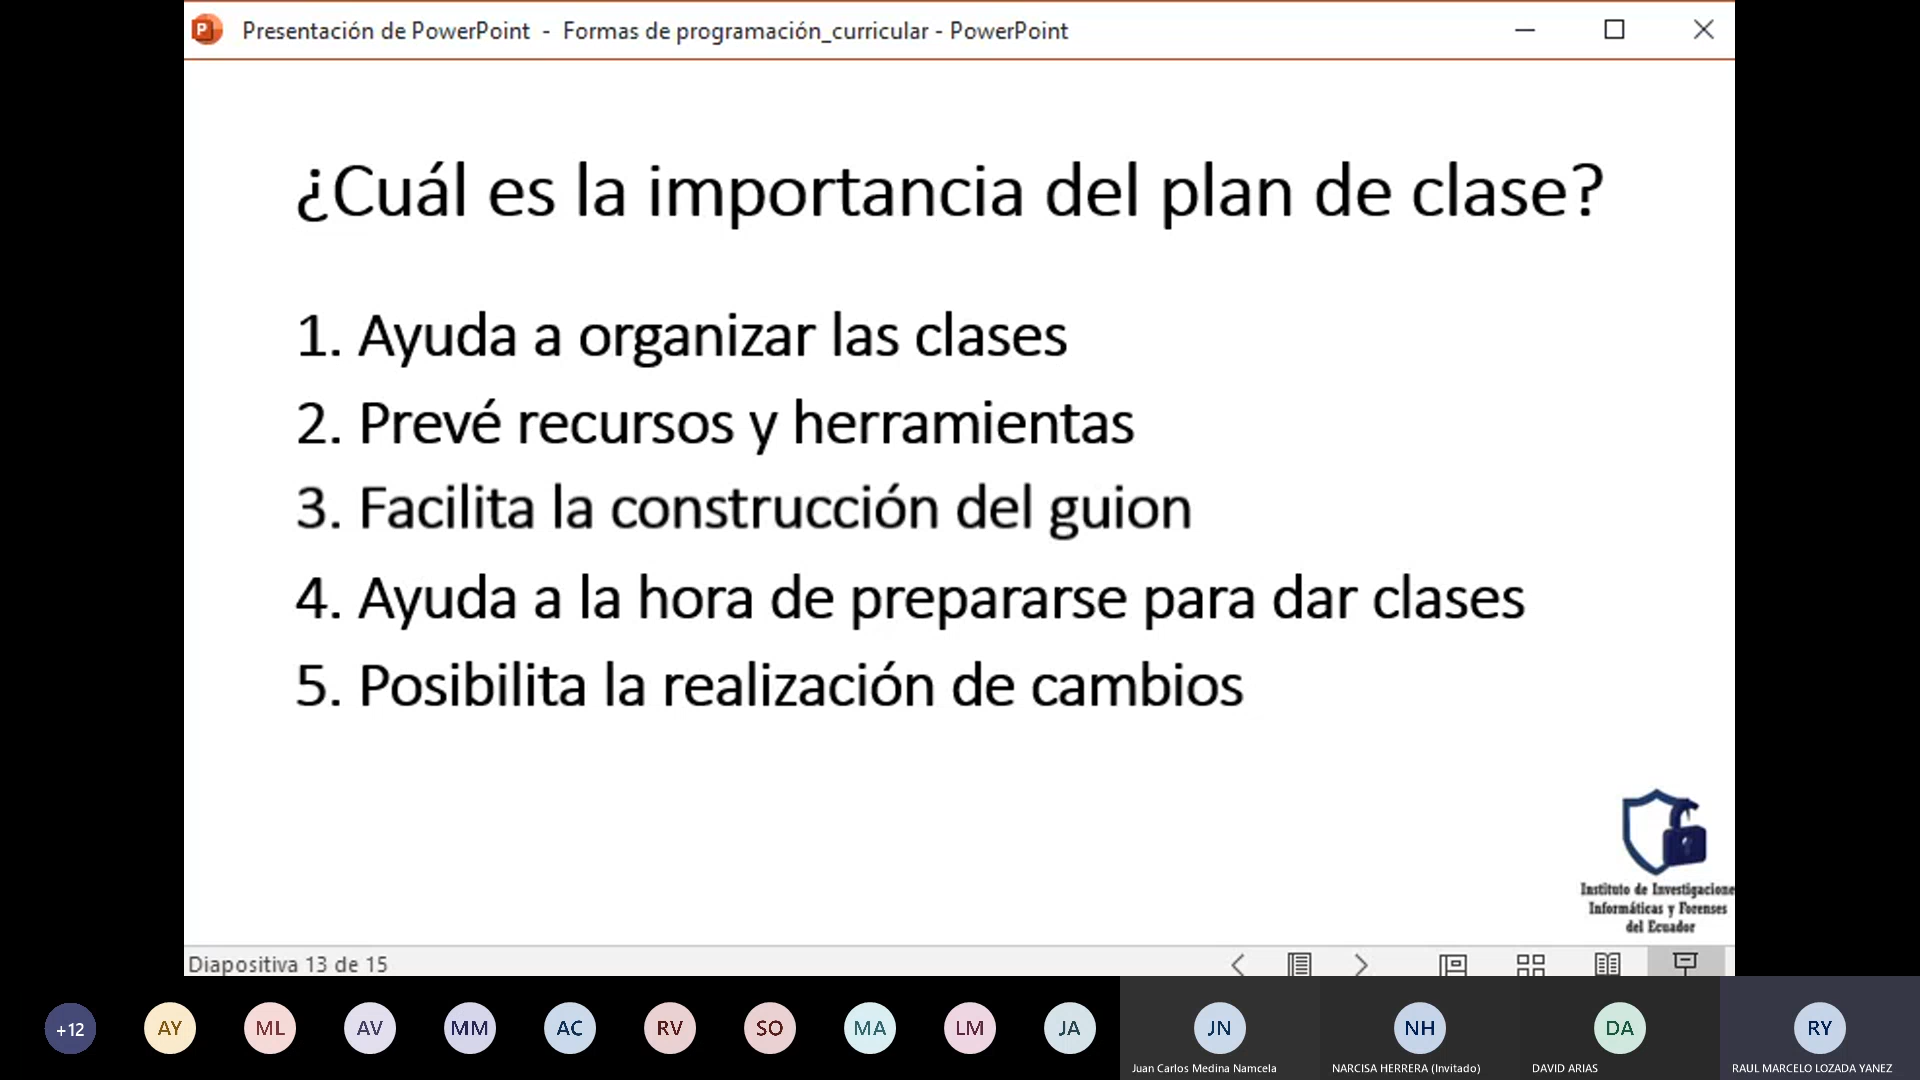 Presentación de PowerPoint - Formas de programación_curricular - PowerPoint
¿Cuál es la importancia del plan de clase?
1. Ayuda a organizar las clases
2. Prevé recursos y herramientas
3. Facilita la construcción del guion
4. Ayuda a la hora de prepararse para dar clases
5. Posibilita la realización de cambios
Instituto de Investigacione
Informáticas y Forenses
del Ecuador
Diapositiva 13 de 15
+12 AY ML AV MM AC RV SO MA LM JA JN NH DA RY
Juan Carlos Medina Namcela NARCISA HERRERA (Invitado) DAVID ARIAS RAUL MARCELO LOZADA YANEZ